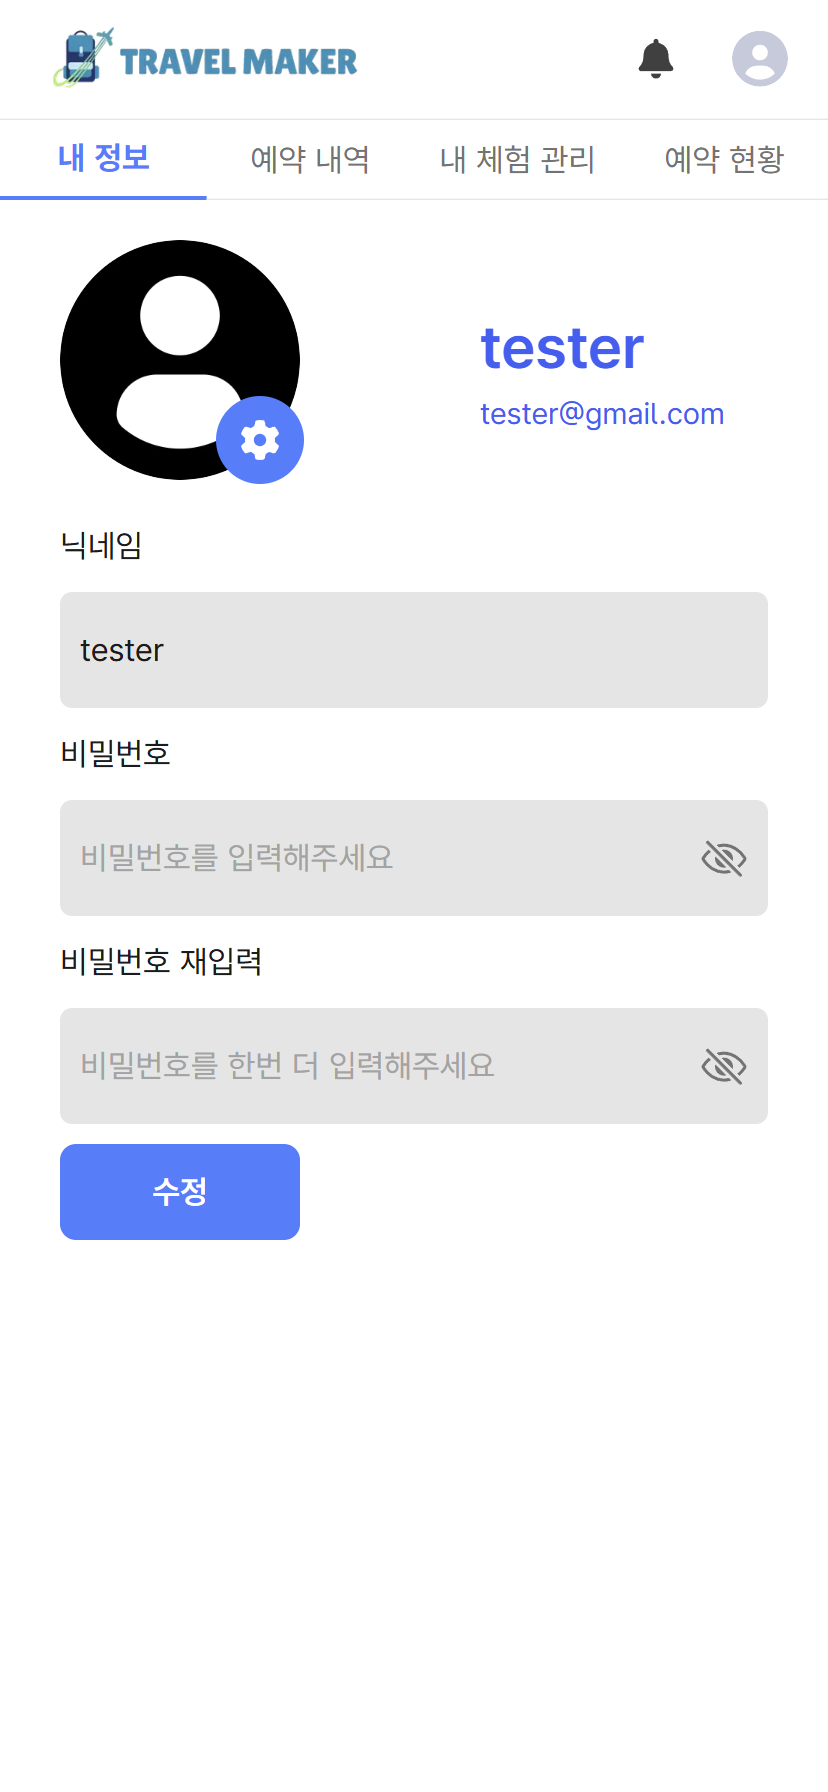 TRAVEL MAKER
내 정보
예약 내역
내 체험 관리
예약 현황
tester
tester@gmail.com
닉네임
tester
비밀번호
비밀번호를 입력해주세요
비밀번호 재입력
비밀번호를 한번 더 입력해주세요
수정